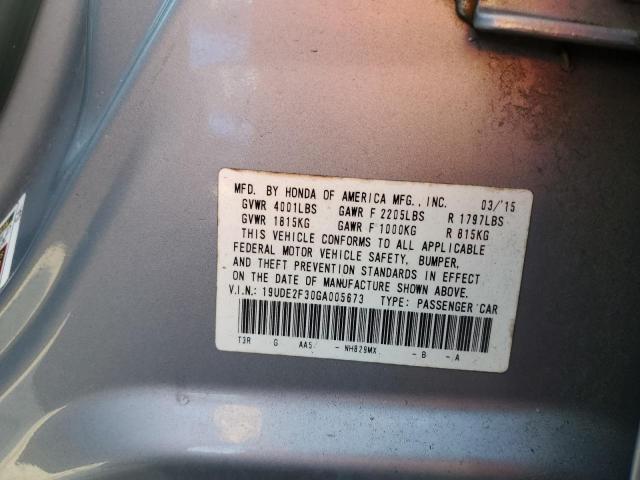 MFD. BY HONDA OF AMERICA MFG., INC. 03/'15
GVWR 4001LBS GAWR F 2205LBS R 1797LBS
GVWR 1815KG GAWR F 1000KG R 815KG
THIS VEHICLE CONFORMS TO ALL APPLICABLE
FEDERAL MOTOR VEHICLE SAFETY, BUMPER,
AND THEFT PREVENTION STANDARDS IN EFFECT
ON THE DATE OF MANUFACTURE SHOWN ABOVE.
V.I.N.: 19UDE2F30GA005673 TYPE: PASSENGER CAR
T3R G AA5 - NH829MX - B - A